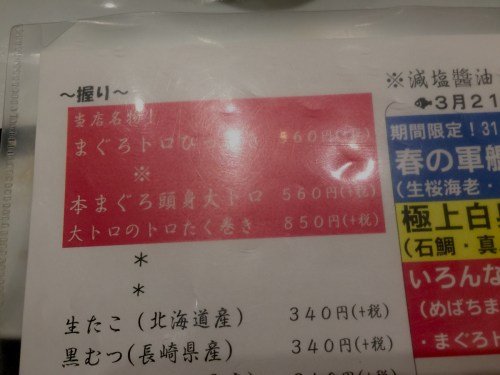 ～握り～
当店名物！
まぐろトロひつ 60円(+税)
※
本まぐろ頭身大トロ 560円(+税)
大トロのトロたく巻き 850円(+税)
＊
＊
生たこ（北海道産） 340円(+税)
黒むつ(長崎県産) 340円(+税)
※減塩醤油
3月21
期間限定！31
春の軍艦
(生桜海老・
極上白
(石鯛・真
いろんな
(めばちま
・まぐろト